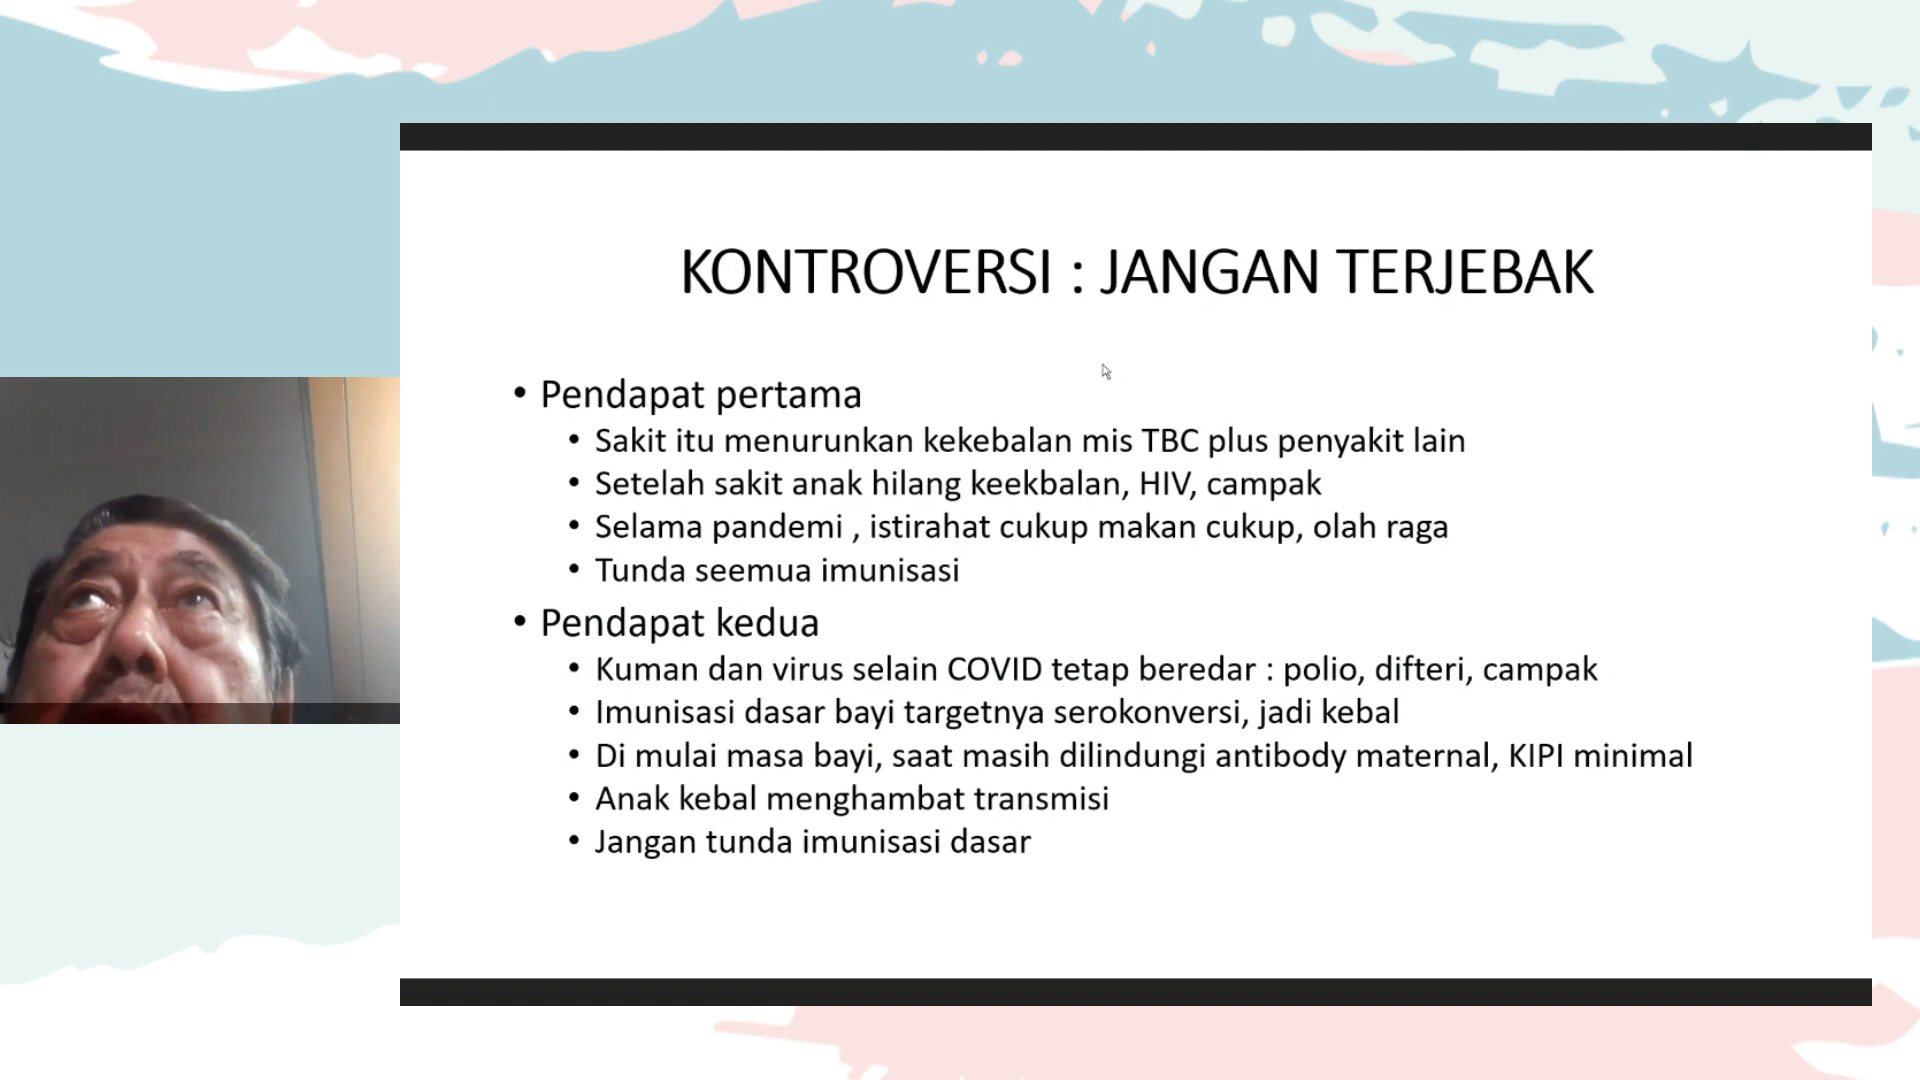 KONTROVERSI : JANGAN TERJEBAK
• Pendapat pertama
• Sakit itu menurunkan kekebalan mis TBC plus penyakit lain
• Setelah sakit anak hilang keekbalan, HIV, campak
• Selama pandemi , istirahat cukup makan cukup, olah raga
• Tunda seemua imunisasi
• Pendapat kedua
• Kuman dan virus selain COVID tetap beredar : polio, difteri, campak
• Imunisasi dasar bayi targetnya serokonversi, jadi kebal
• Di mulai masa bayi, saat masih dilindungi antibody maternal, KIPI minimal
• Anak kebal menghambat transmisi
• Jangan tunda imunisasi dasar